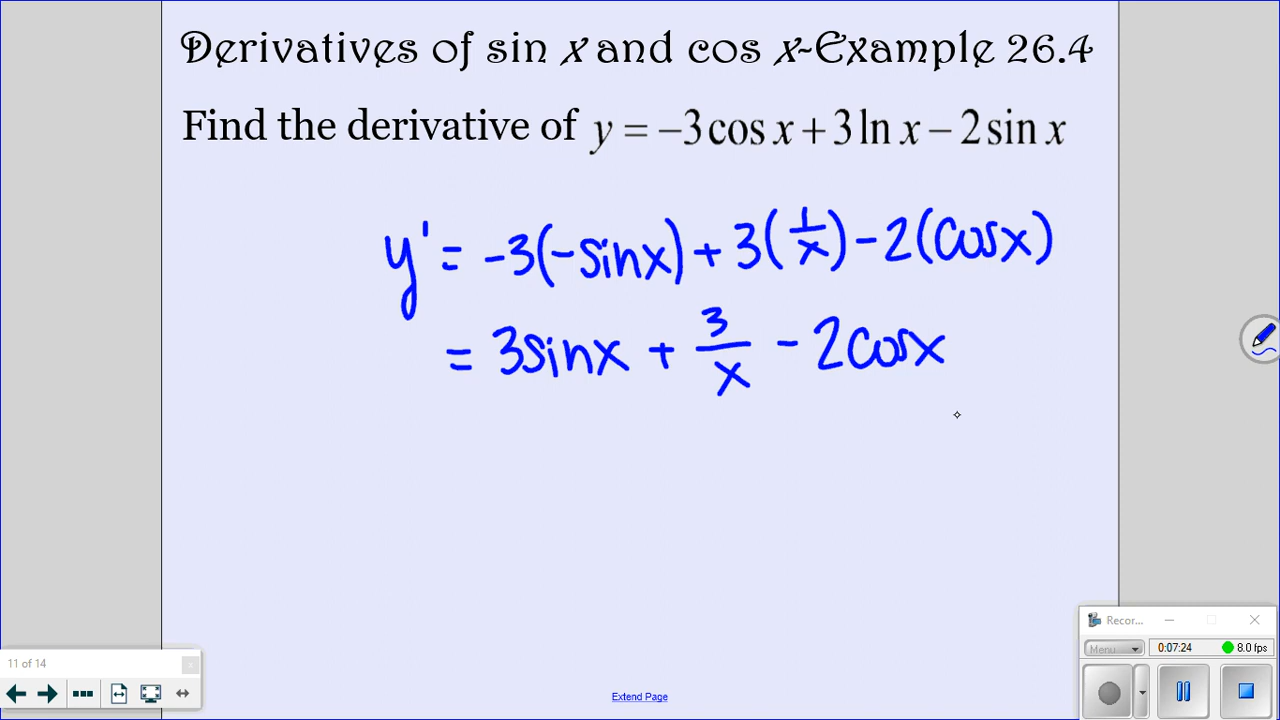 Derivatives of sin x and cos x-Example 26.4
Find the derivative of y = −3 cos x + 3 ln x − 2 sin x
y' = -3(-sinx) + 3(1/x) - 2(cosx)
= 3sinx + 3/x - 2cosx
11 of 14
Extend Page
Recor...
Menu
0:07:24
8.0 fps